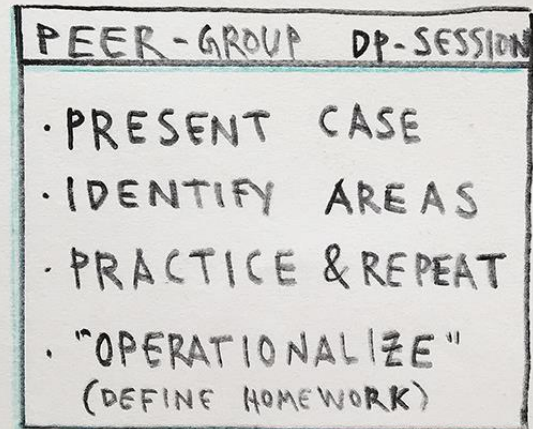 PEER-GROUP DP-SESSION
· PRESENT CASE
· IDENTIFY AREAS
· PRACTICE & REPEAT
· "OPERATIONALIZE"
(DEFINE HOMEWORK)